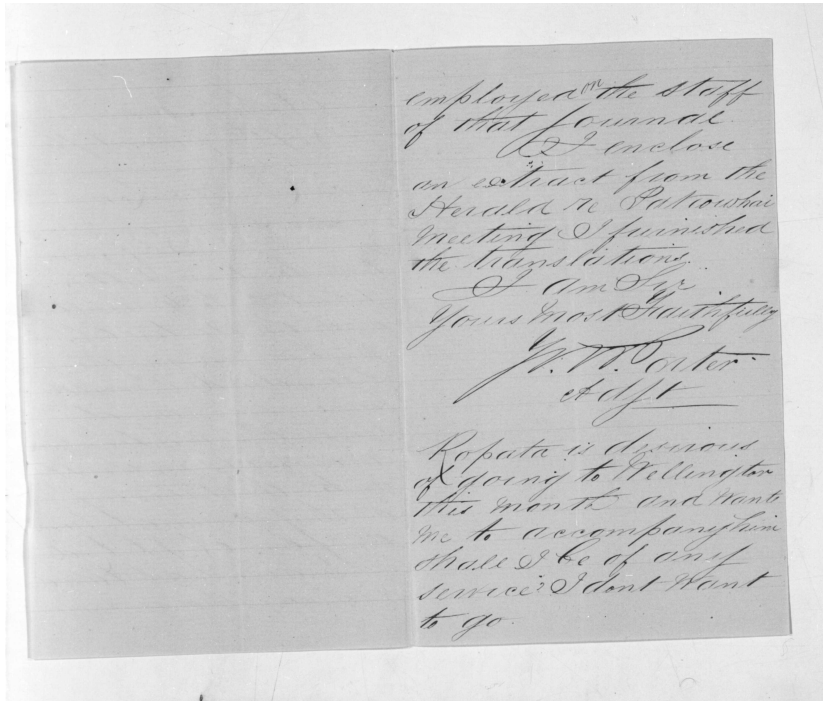 employed on the staff
of that Journal.
I enclose
an extract from the
Herald re Patutahi
Meeting I furnished
the translations.
I am Sir
Yours most Faithfully
T. W. Porter
Adjt
Ropata is desirous
of going to Wellington
this month and wants
me to accompany him
shall I be of any
service? I dont want
to go.